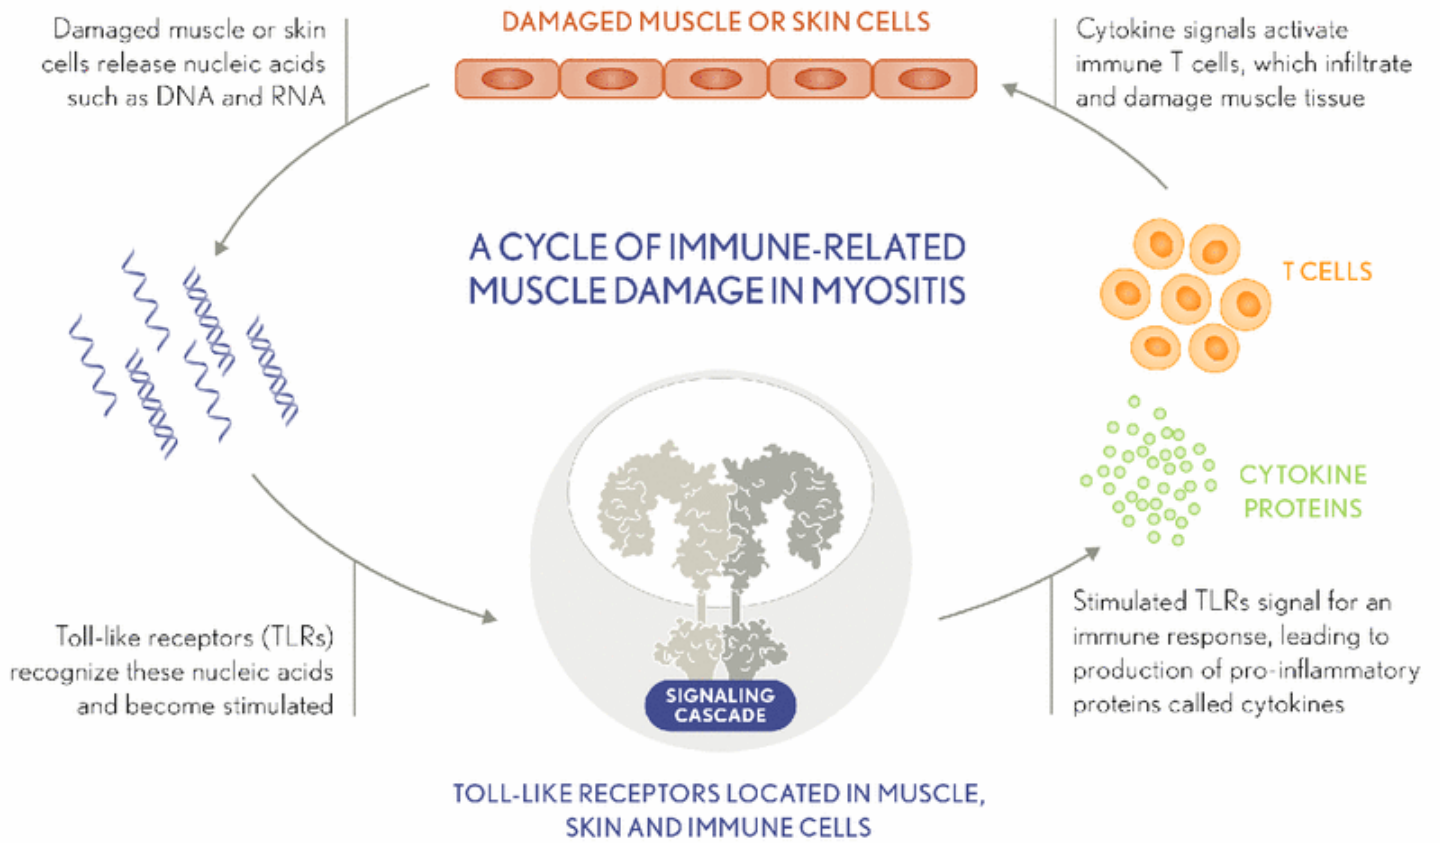 Damaged muscle or skin
cells release nucleic acids
such as DNA and RNA
DAMAGED MUSCLE OR SKIN CELLS
Cytokine signals activate
immune T cells, which infiltrate
and damage muscle tissue
A CYCLE OF IMMUNE-RELATED
MUSCLE DAMAGE IN MYOSITIS
T CELLS
CYTOKINE
PROTEINS
Toll-like receptors (TLRs)
recognize these nucleic acids
and become stimulated
SIGNALING
CASCADE
Stimulated TLRs signal for an
immune response, leading to
production of pro-inflammatory
proteins called cytokines
TOLL-LIKE RECEPTORS LOCATED IN MUSCLE,
SKIN AND IMMUNE CELLS